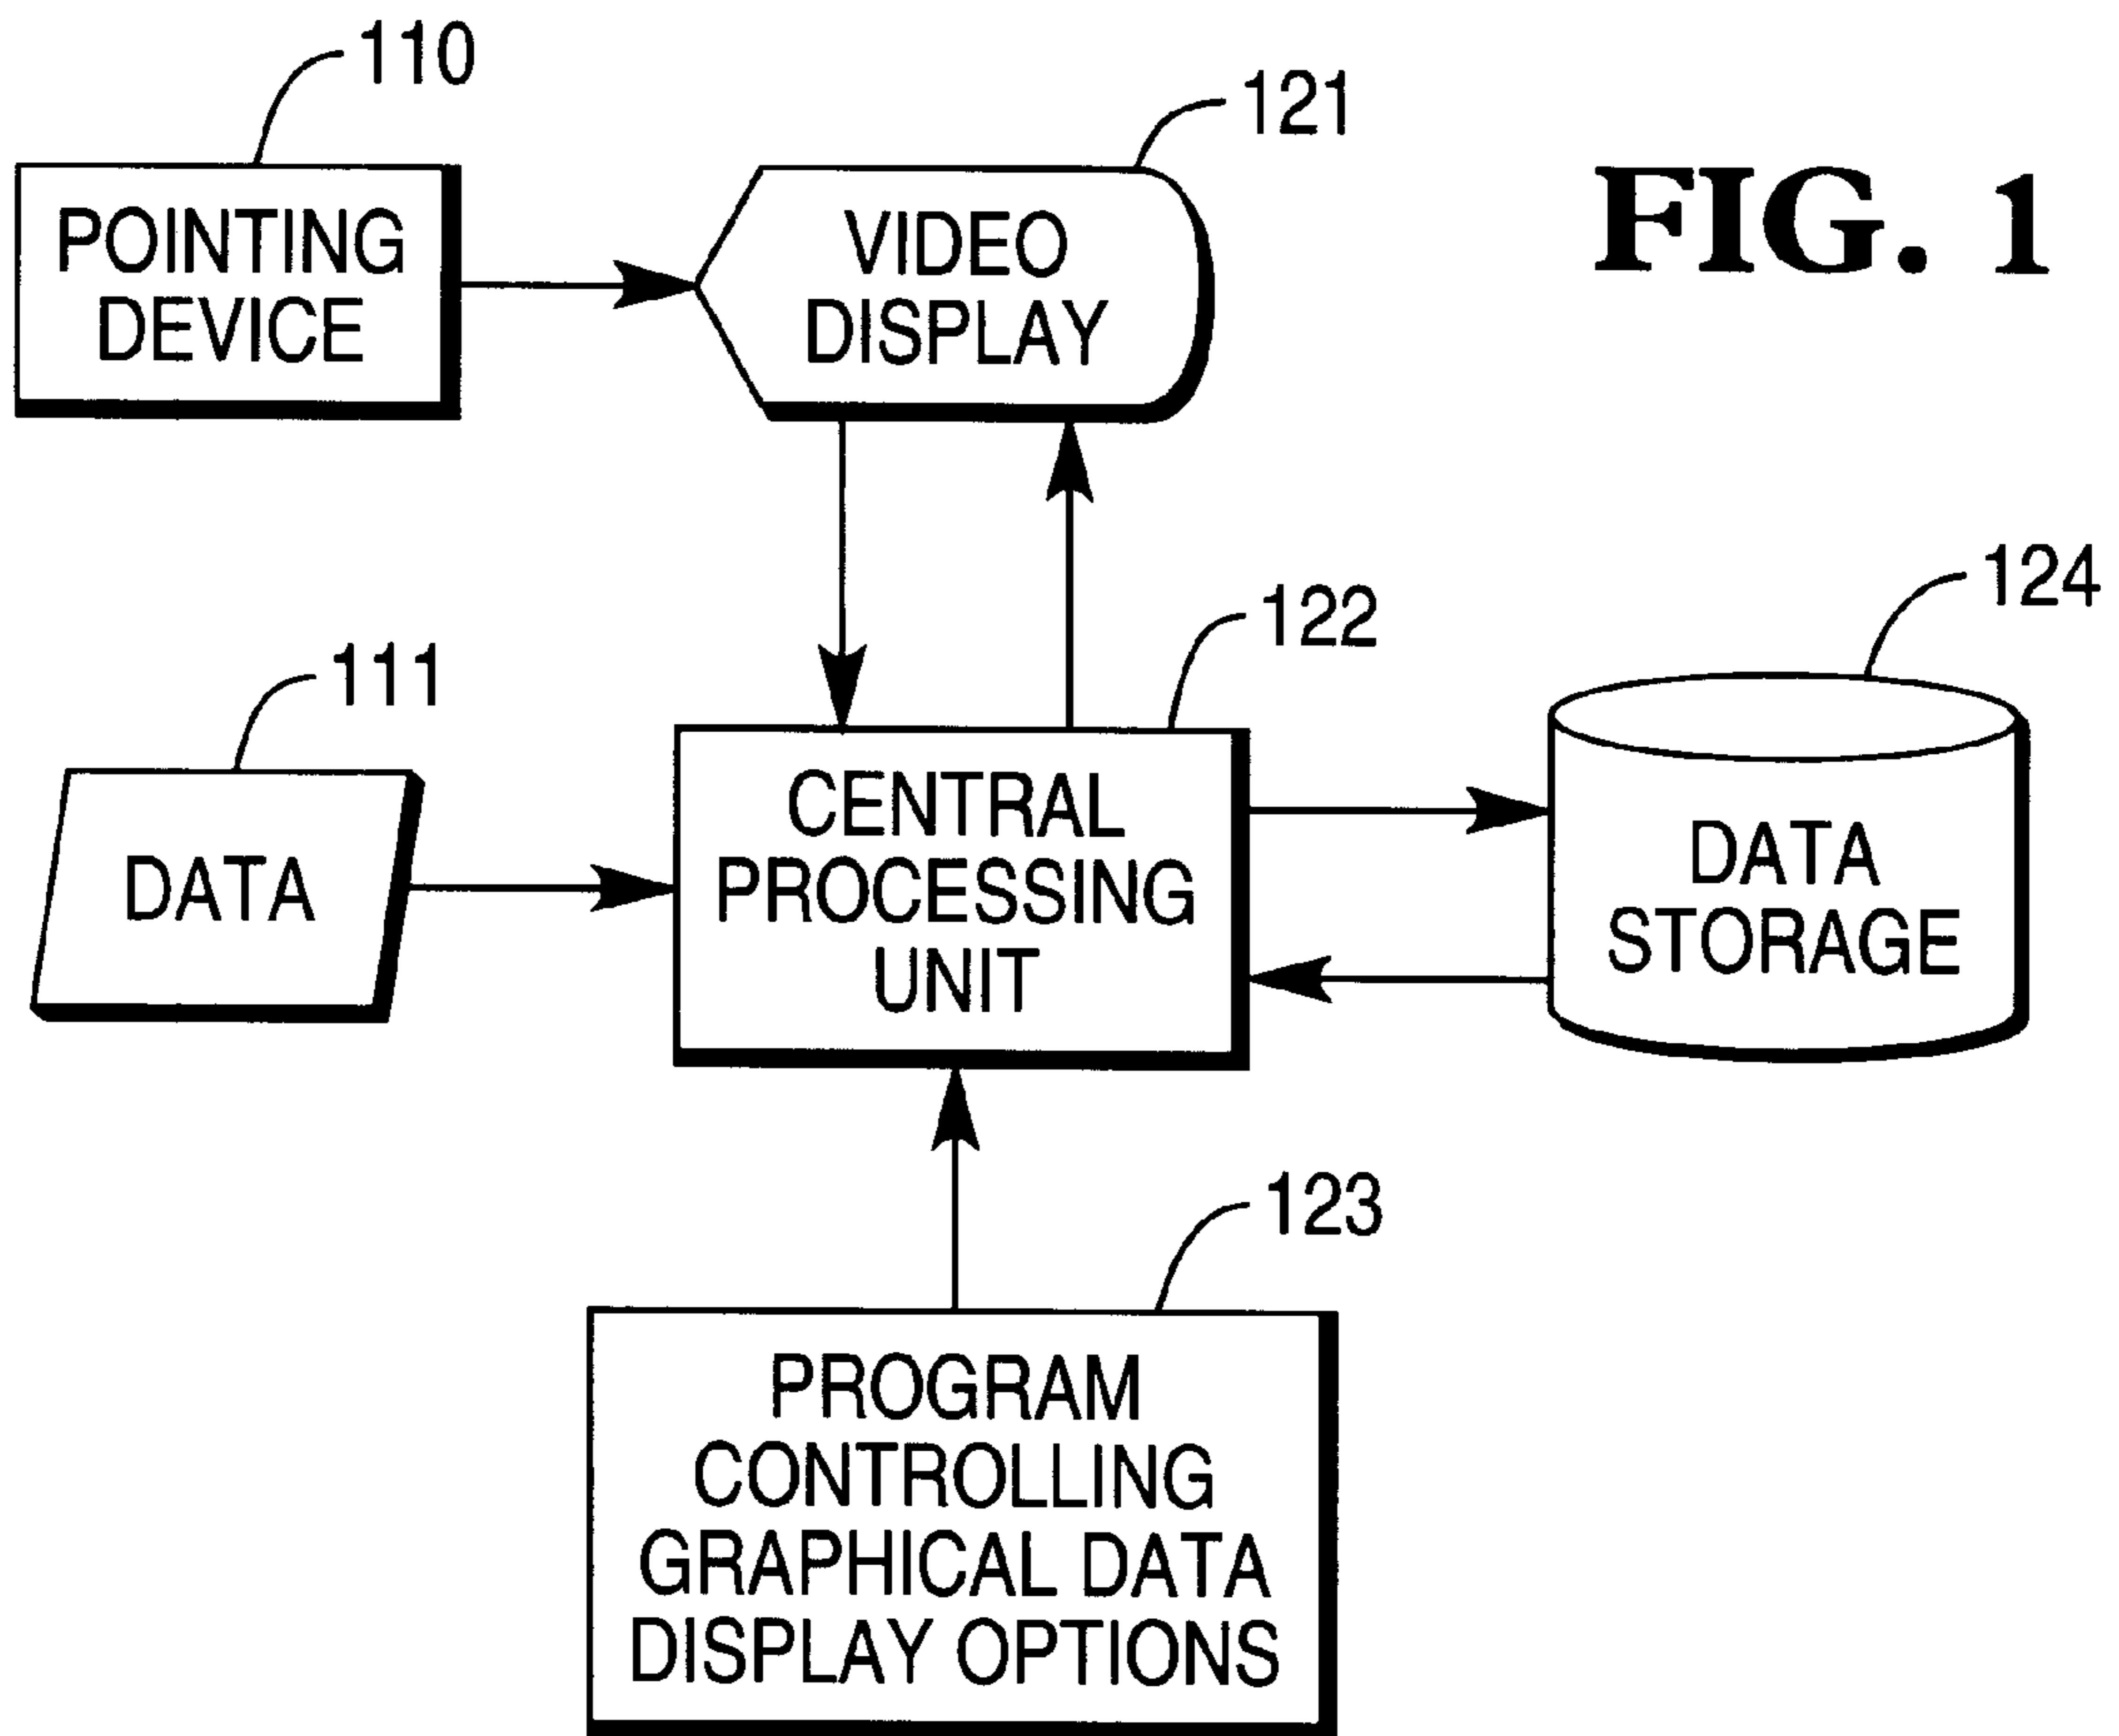 110
121
FIG. 1
POINTING
DEVICE
VIDEO
DISPLAY
122
124
111
CENTRAL
PROCESSING
UNIT
DATA
DATA
STORAGE
123
PROGRAM
CONTROLLING
GRAPHICAL DATA
DISPLAY OPTIONS